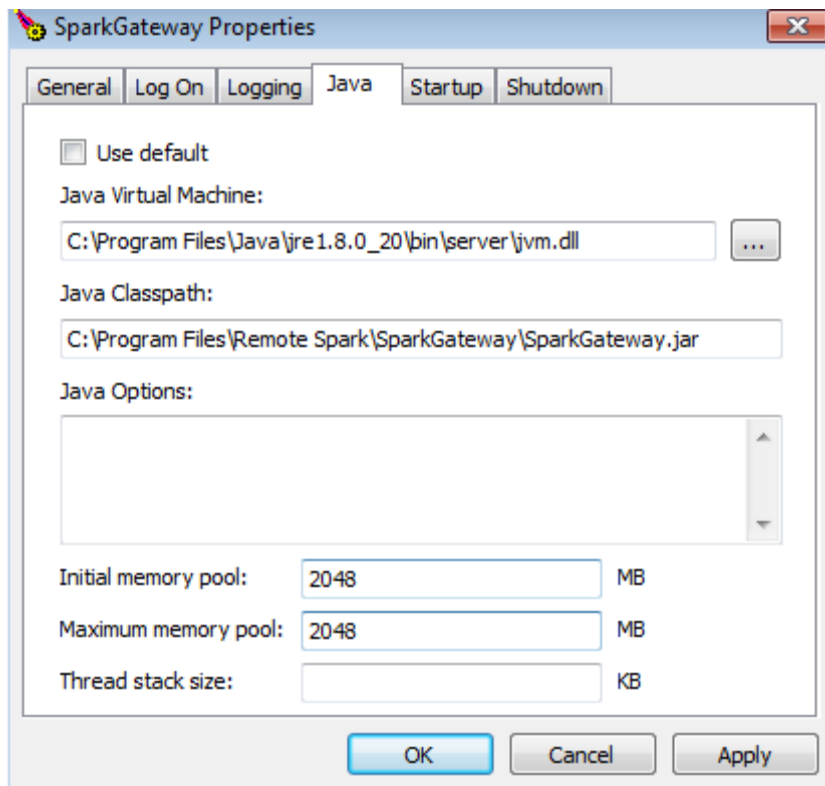 SparkGateway Properties
General Log On Logging Java Startup Shutdown
Use default
Java Virtual Machine:
C:\Program Files\Java\jre1.8.0_20\bin\server\jvm.dll ...
Java Classpath:
C:\Program Files\Remote Spark\SparkGateway\SparkGateway.jar
Java Options:
Initial memory pool: 2048 MB
Maximum memory pool: 2048 MB
Thread stack size: KB
OK Cancel Apply